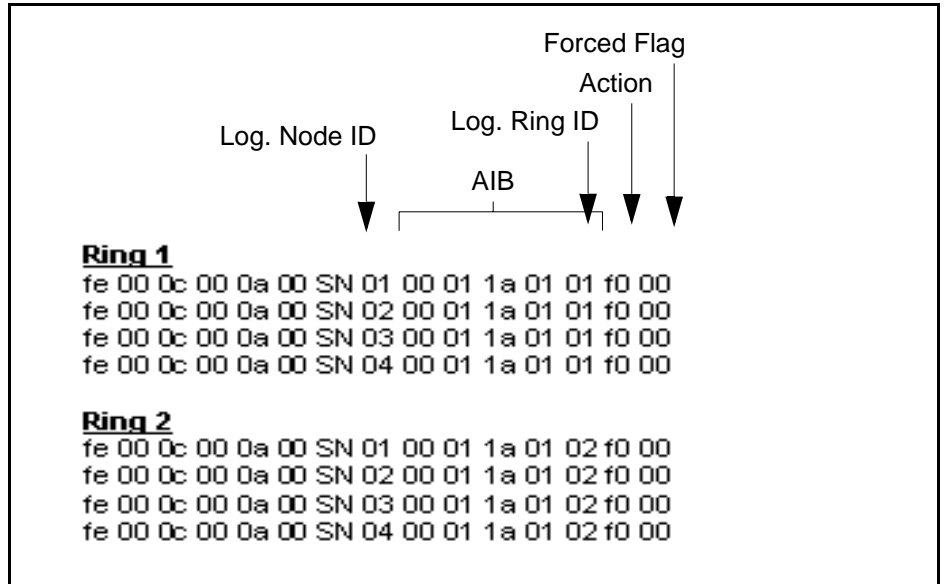 Forced Flag
Action
Log. Ring ID
Log. Node ID
AIB
Ring 1
fe 00 0c 00 0a 00 SN 01 00 01 1a 01 01 f0 00
fe 00 0c 00 0a 00 SN 02 00 01 1a 01 01 f0 00
fe 00 0c 00 0a 00 SN 03 00 01 1a 01 01 f0 00
fe 00 0c 00 0a 00 SN 04 00 01 1a 01 01 f0 00
Ring 2
fe 00 0c 00 0a 00 SN 01 00 01 1a 01 02 f0 00
fe 00 0c 00 0a 00 SN 02 00 01 1a 01 02 f0 00
fe 00 0c 00 0a 00 SN 03 00 01 1a 01 02 f0 00
fe 00 0c 00 0a 00 SN 04 00 01 1a 01 02 f0 00